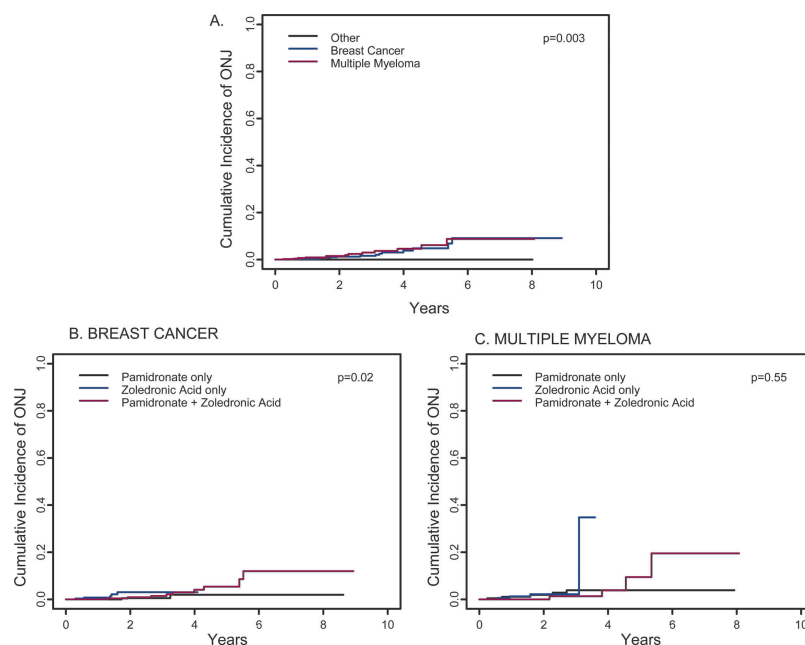 A.
Other
Breast Cancer
Multiple Myeloma
p=0.003
Cumulative Incidence of ONJ
0.0 0.2 0.4 0.6 0.8 1.0
0 2 4 6 8 10
Years
B. BREAST CANCER
Pamidronate only
Zoledronic Acid only
Pamidronate + Zoledronic Acid
p=0.02
Cumulative Incidence of ONJ
0.0 0.2 0.4 0.6 0.8 1.0
0 2 4 6 8 10
Years
C. MULTIPLE MYELOMA
Pamidronate only
Zoledronic Acid only
Pamidronate + Zoledronic Acid
p=0.55
Cumulative Incidence of ONJ
0.0 0.2 0.4 0.6 0.8 1.0
0 2 4 6 8 10
Years